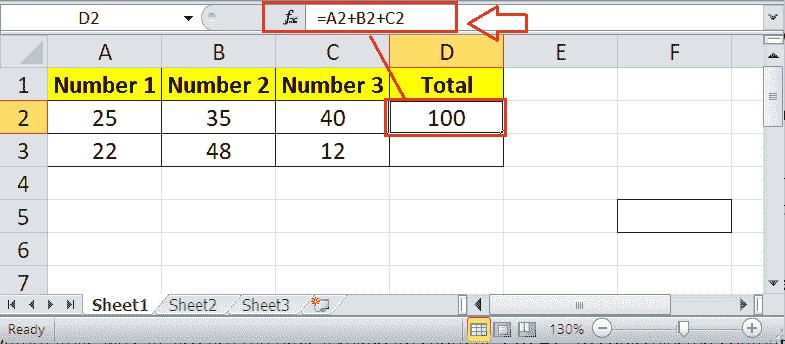 D2 fx =A2+B2+C2
A B C D E F
1 Number 1 Number 2 Number 3 Total
2 25 35 40 100
3 22 48 12
4
5
6
7
Sheet1 Sheet2 Sheet3
Ready 130%